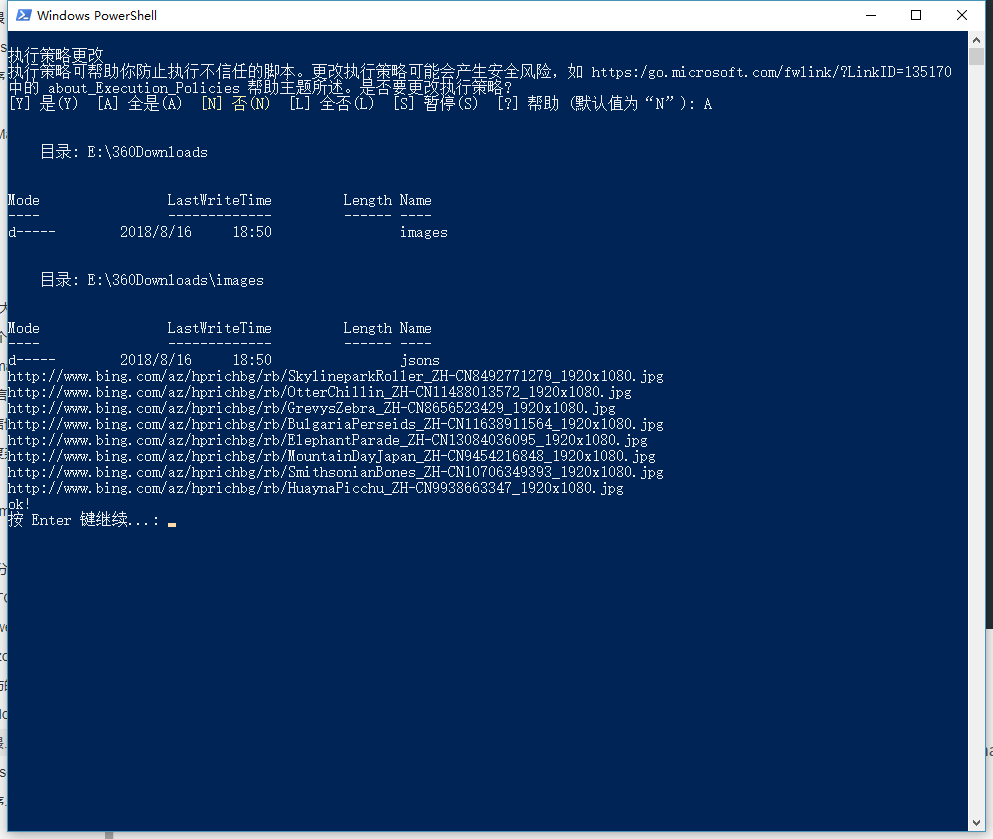 Windows PowerShell
执行策略更改
执行策略可帮助你防止执行不信任的脚本。更改执行策略可能会产生安全风险，如 https:/go.microsoft.com/fwlink/?LinkID=135170
中的 about_Execution_Policies 帮助主题所述。是否要更改执行策略?
[Y] 是(Y)  [A] 全是(A)  [N] 否(N)  [L] 全否(L)  [S] 暂停(S)  [?] 帮助 (默认值为“N”): A
目录: E:\360Downloads
Mode                LastWriteTime         Length Name
----                -------------         ------ ----
d-----        2018/8/16     18:50                images
目录: E:\360Downloads\images
Mode                LastWriteTime         Length Name
----                -------------         ------ ----
d-----        2018/8/16     18:50                jsons
http://www.bing.com/az/hprichbg/rb/SkylineparkRoller_ZH-CN8492771279_1920x1080.jpg
http://www.bing.com/az/hprichbg/rb/OtterChillin_ZH-CN11488013572_1920x1080.jpg
http://www.bing.com/az/hprichbg/rb/GrevysZebra_ZH-CN8656523429_1920x1080.jpg
http://www.bing.com/az/hprichbg/rb/BulgariaPerseids_ZH-CN11638911564_1920x1080.jpg
http://www.bing.com/az/hprichbg/rb/ElephantParade_ZH-CN13084036095_1920x1080.jpg
http://www.bing.com/az/hprichbg/rb/MountainDayJapan_ZH-CN9454216848_1920x1080.jpg
http://www.bing.com/az/hprichbg/rb/SmithsonianBones_ZH-CN10706349393_1920x1080.jpg
http://www.bing.com/az/hprichbg/rb/HuaynaPicchu_ZH-CN9938663347_1920x1080.jpg
ok!
按 Enter 键继续...: